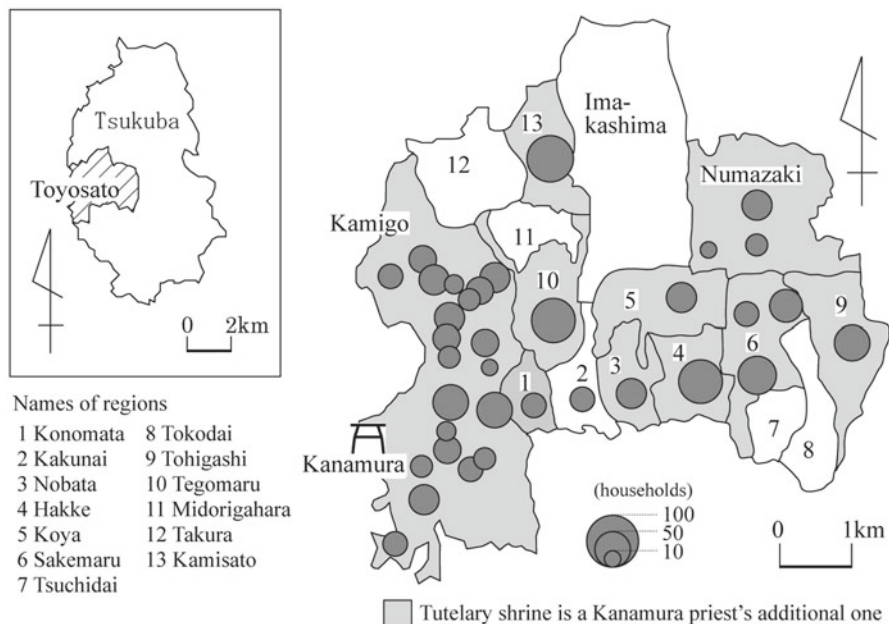 Tsukuba
Toyosato
0 2km
Names of regions
1 Konomata
2 Kakunai
3 Nobata
4 Hakke
5 Koya
6 Sakemaru
7 Tsuchidai
8 Tokodai
9 Tohigashi
10 Tegomaru
11 Midorigahara
12 Takura
13 Kamisato
Ima-
kashima
13
12
Numazaki
Kamigo
11
10
5
9
6
4
3
1
2
7
8
Kanamura
(households)
100
50
10
0 1km
Tutelary shrine is a Kanamura priest's additional one